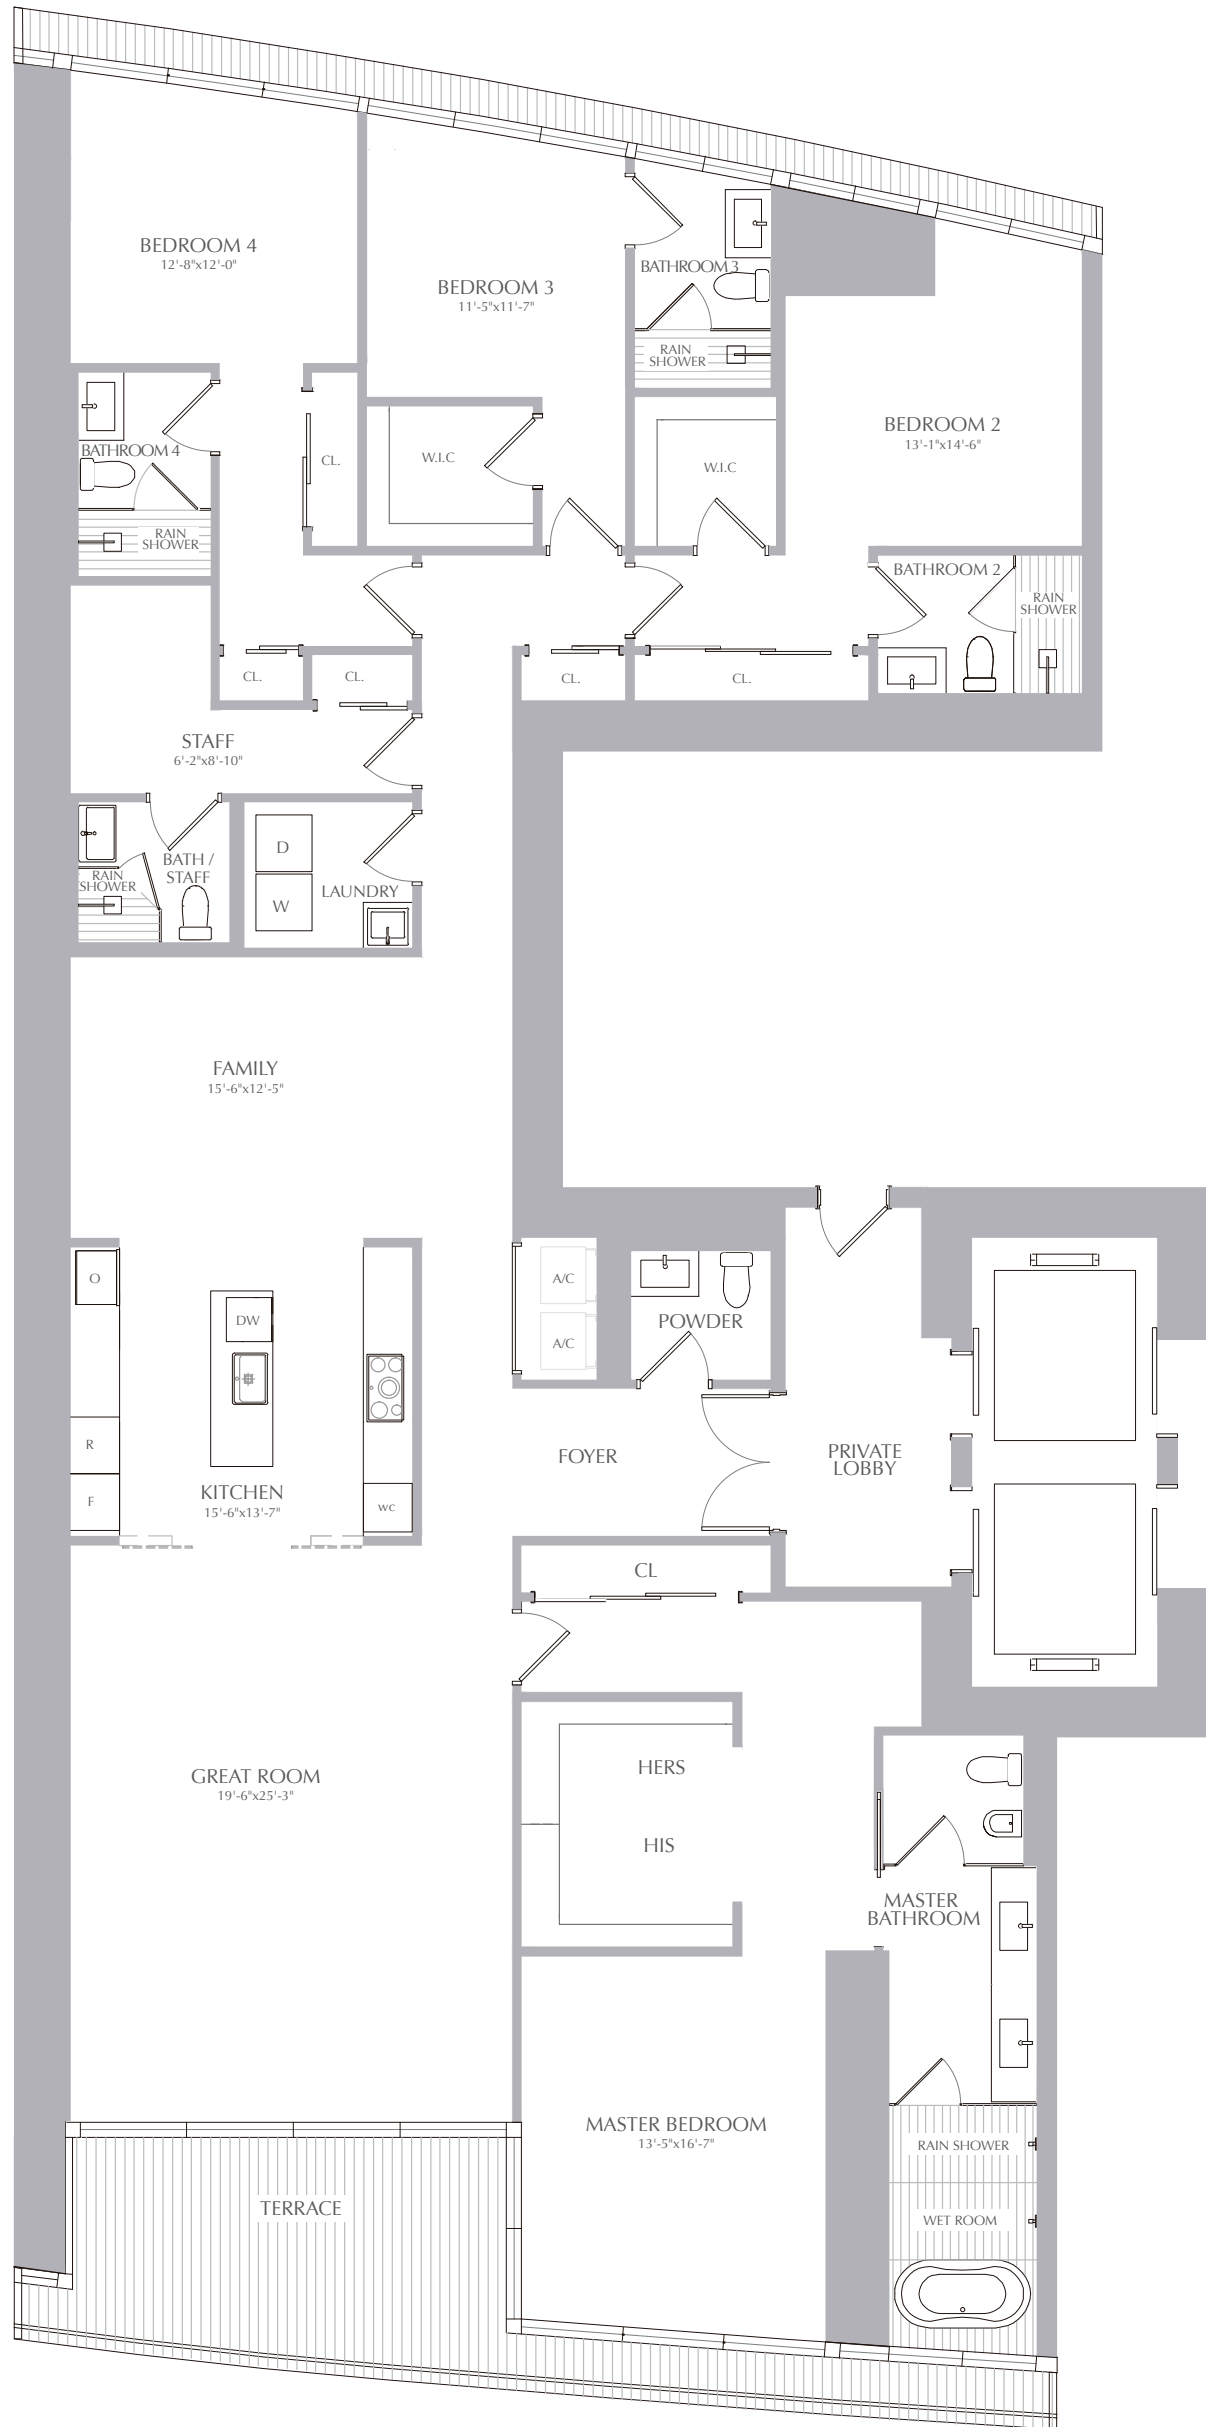 BEDROOM 4
12'-8"x12'-0"
BEDROOM 3
11'-5"x11'-7"
BATHROOM 3
RAIN
SHOWER
BEDROOM 2
13'-1"x14'-6"
BATHROOM 4
RAIN
SHOWER
CL.
W.I.C
W.I.C
BATHROOM 2
RAIN
SHOWER
CL.
CL.
CL.
CL.
STAFF
6'-2"x8'-10"
BATH /
STAFF
RAIN
SHOWER
D
W
LAUNDRY
FAMILY
15'-6"x12'-5"
O
DW
R
F
KITCHEN
15'-6"x13'-7"
WC
A/C
A/C
POWDER
FOYER
PRIVATE
LOBBY
CL
GREAT ROOM
19'-6"x25'-3"
HERS
HIS
MASTER
BATHROOM
MASTER BEDROOM
13'-5"x16'-7"
RAIN SHOWER
WET ROOM
TERRACE